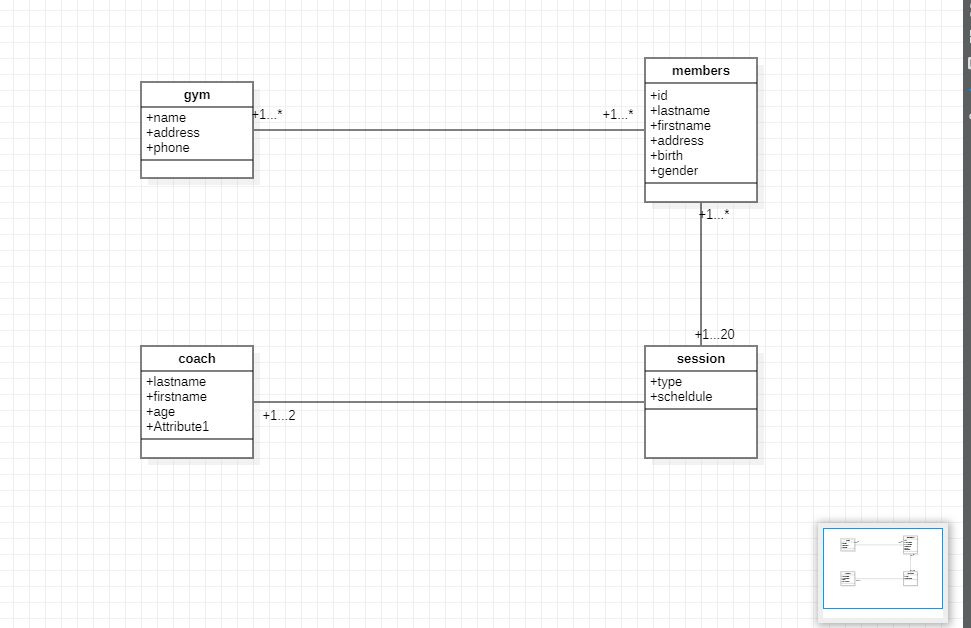 members
gym
+id
+lastname
+firstname
+address
+birth
+gender
+name
+address
+phone
+1...*
+1...*
+1...*
+1...20
coach
session
+lastname
+firstname
+age
+Attribute1
+type
+scheldule
+1...2